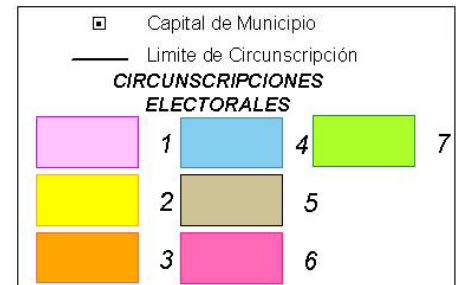 Capital de Municipio
Limite de Circunscripción
CIRCUNSCRIPCIONES
ELECTORALES
1 4 7
2 5
3 6